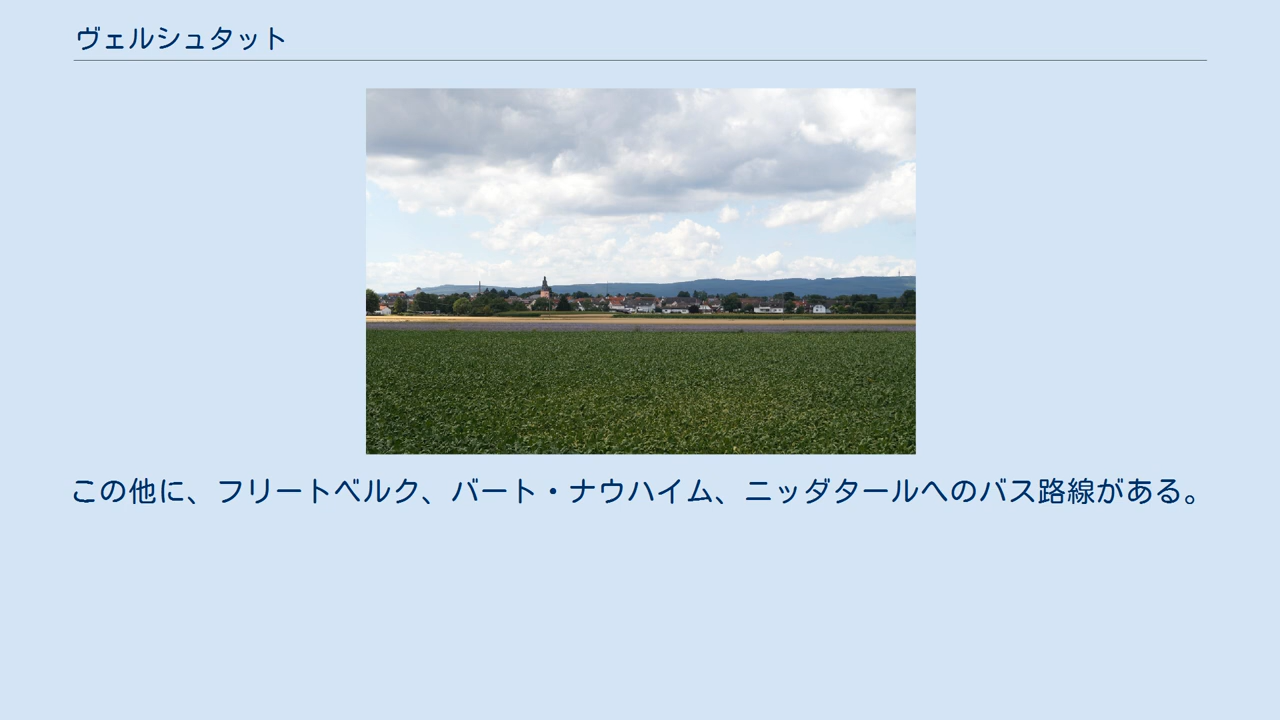 ヴェルシュタット
この他に、フリートベルク、バート・ナウハイム、ニッダタールへのバス路線がある。